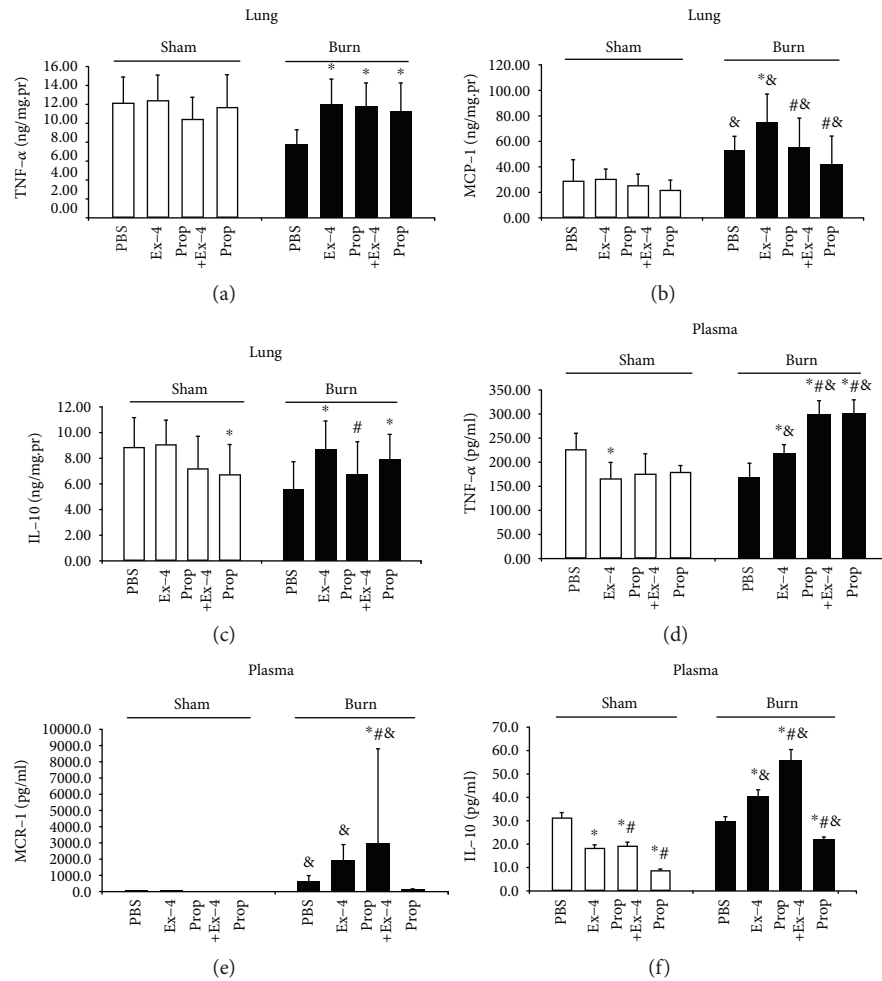 Lung
Sham Burn
TNF–α (ng/mg.pr)
16.00
14.00
12.00
10.00
8.00
6.00
4.00
2.00
0.00
* * *
PBS Ex–4 Prop +Ex–4 Prop PBS Ex–4 Prop +Ex–4 Prop
(a)
Lung
Sham Burn
MCP–1 (ng/mg.pr)
120.00
100.00
80.00
60.00
40.00
20.00
0.00
& *& #& #&
PBS Ex–4 Prop +Ex–4 Prop PBS Ex–4 Prop +Ex–4 Prop
(b)
Lung
Sham Burn
IL–10 (ng/mg.pr)
12.00
10.00
8.00
6.00
4.00
2.00
0.00
* * # *
PBS Ex–4 Prop +Ex–4 Prop PBS Ex–4 Prop +Ex–4 Prop
(c)
Plasma
Sham Burn
TNF–α (pg/ml)
350.00
300.00
250.00
200.00
150.00
100.00
50.00
0.00
* *& *#& *#&
PBS Ex–4 Prop +Ex–4 Prop PBS Ex–4 Prop +Ex–4 Prop
(d)
Plasma
Sham Burn
MCR–1 (pg/ml)
10000.0
9000.0
8000.0
7000.0
6000.0
5000.0
4000.0
3000.0
2000.0
1000.0
0.0
& & *#&
PBS Ex–4 Prop +Ex–4 Prop PBS Ex–4 Prop +Ex–4 Prop
(e)
Plasma
Sham Burn
IL–10 (pg/ml)
70.0
60.0
50.0
40.0
30.0
20.0
10.0
0.0
* *# *# *& *#& *#&
PBS Ex–4 Prop +Ex–4 Prop PBS Ex–4 Prop +Ex–4 Prop
(f)